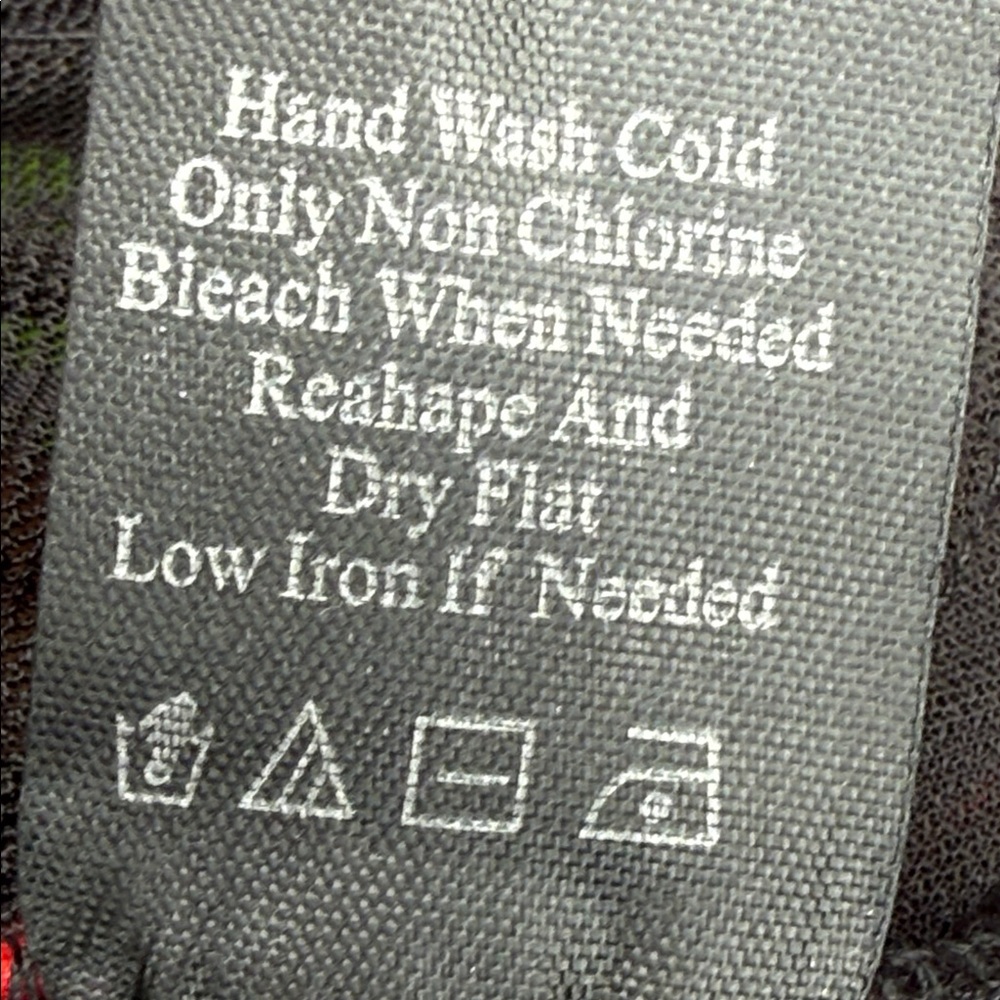 Hand Wash Cold
Only Non Chlorine
Bleach When Needed
Reahape And
Dry Flat
Low Iron If Needed